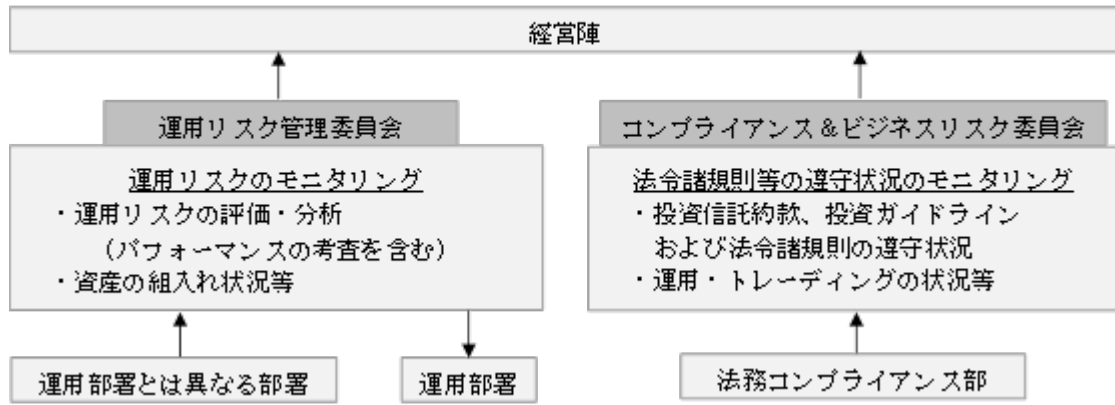 経営陣
運用リスク管理委員会
運用リスクのモニタリング
・運用リスクの評価・分析
（パフォーマンスの考査を含む）
・資産の組入れ状況等
運用部署とは異なる部署
運用部署
コンプライアンス＆ビジネスリスク委員会
法令諸規則等の遵守状況のモニタリング
・投資信託約款、投資ガイドライン
および法令諸規則の遵守状況
・運用・トレーディングの状況等
法務コンプライアンス部